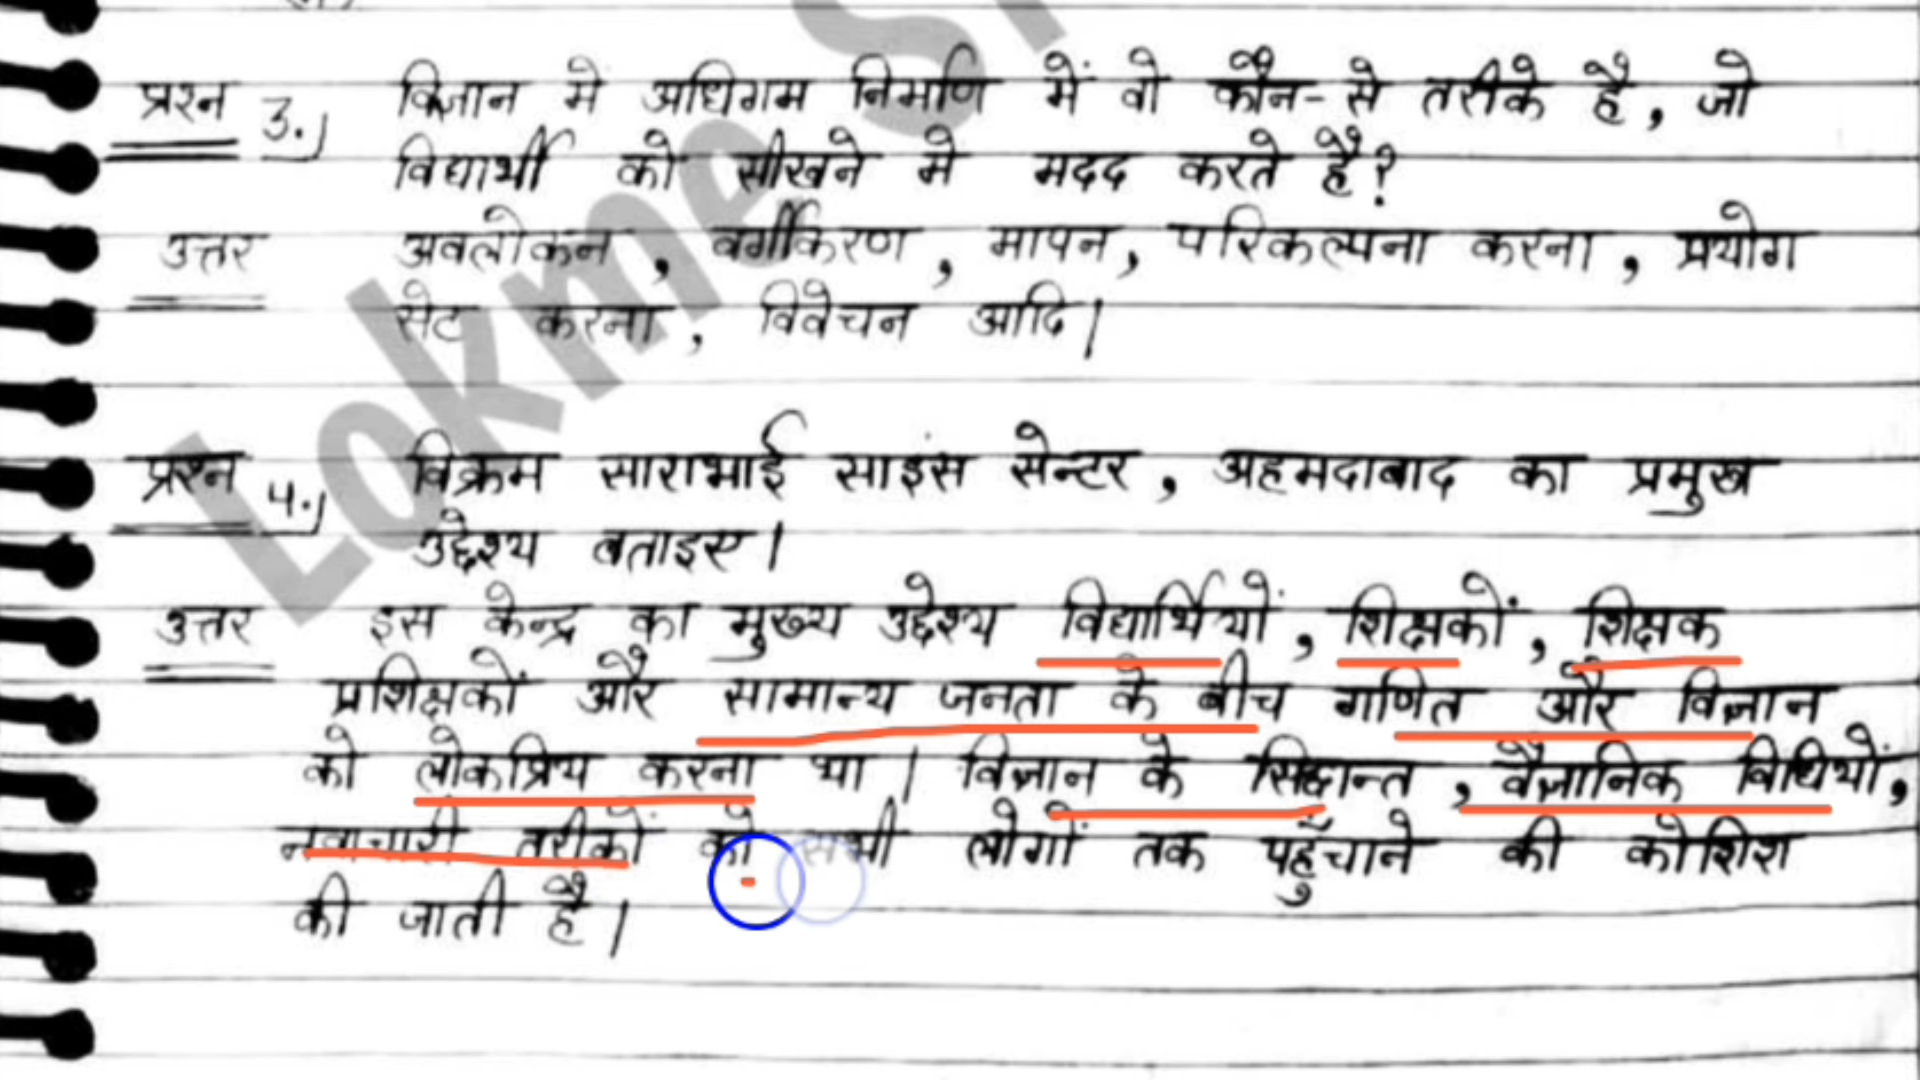 प्रश्न 3.) विज्ञान मे अधिगम निर्माण में वो कौन-से तरीके है, जो
विद्यार्थी को सीखने मे मदद करते है?
उत्तर अवलोकन, वर्गीकरण, मापन, परिकल्पना करना, प्रयोग
सेट करना, विवेचन आदि।
प्रश्न 4.) विक्रम साराभाई साइंस सेन्टर, अहमदाबाद का प्रमुख
उद्देश्य बताइए।
उत्तर इस केन्द्र का मुख्य उद्देश्य विद्यार्थियों, शिक्षकों, शिक्षक
प्रशिक्षकों और सामान्य जनता के बीच गणित और विज्ञान
को लोकप्रिय करना था। विज्ञान के सिद्धान्त, वैज्ञानिक विधियों,
नवाचारी तरीकों को सभी लोगों तक पहुँचाने की कोशिश
की जाती है।
Lokme